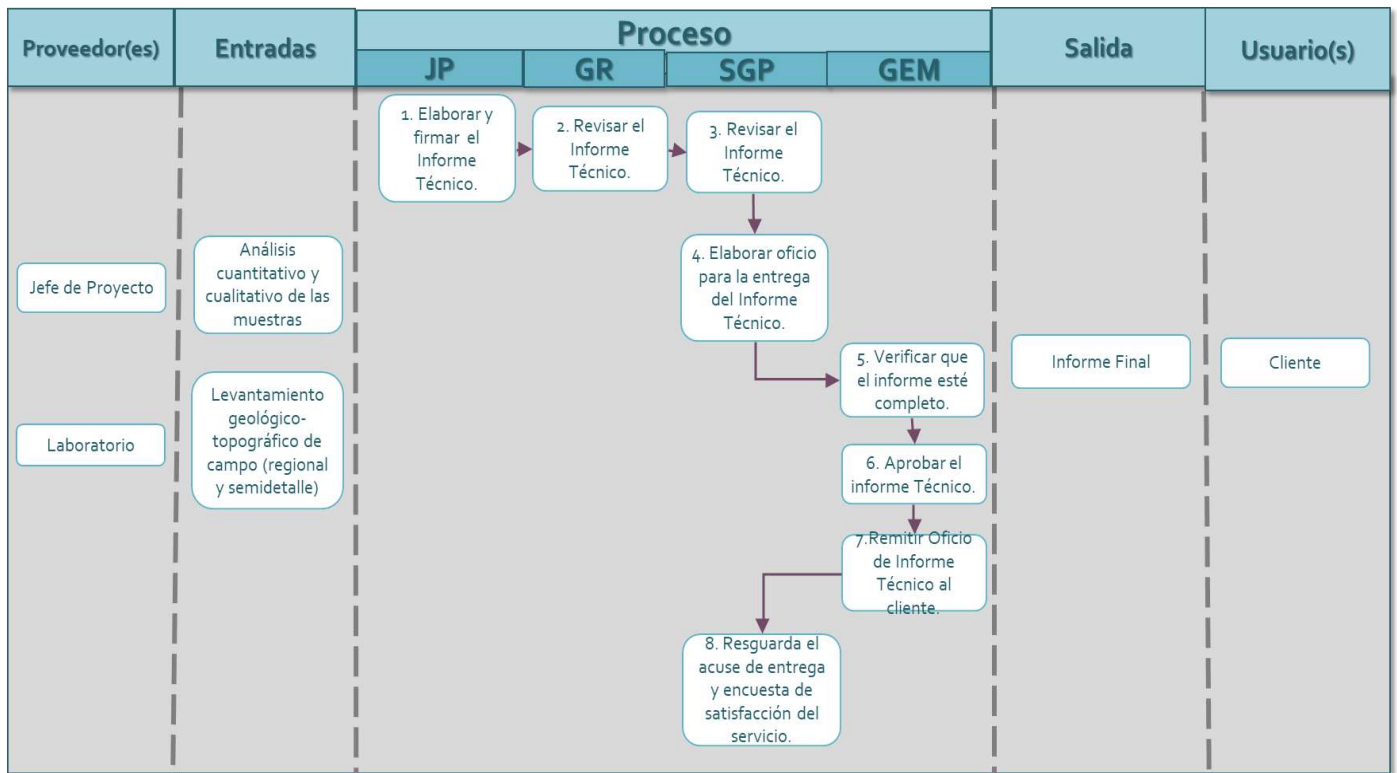 Proveedor(es)
Entradas
Proceso
JP
GR
SGP
GEM
Salida
Usuario(s)
Jefe de Proyecto
Laboratorio
Análisis
cuantitativo y
cualitativo de las
muestras
Levantamiento
geológico-
topográfico de
campo (regional
y semidetalle)
1. Elaborar y
firmar el
Informe
Técnico.
2. Revisar el
Informe
Técnico.
3. Revisar el
Informe
Técnico.
4. Elaborar oficio
para la entrega
del Informe
Técnico.
5. Verificar que
el informe esté
completo.
6. Aprobar el
informe Técnico.
7.Remitir Oficio
de Informe
Técnico al
cliente.
8. Resguarda el
acuse de entrega
y encuesta de
satisfacción del
servicio.
Informe Final
Cliente